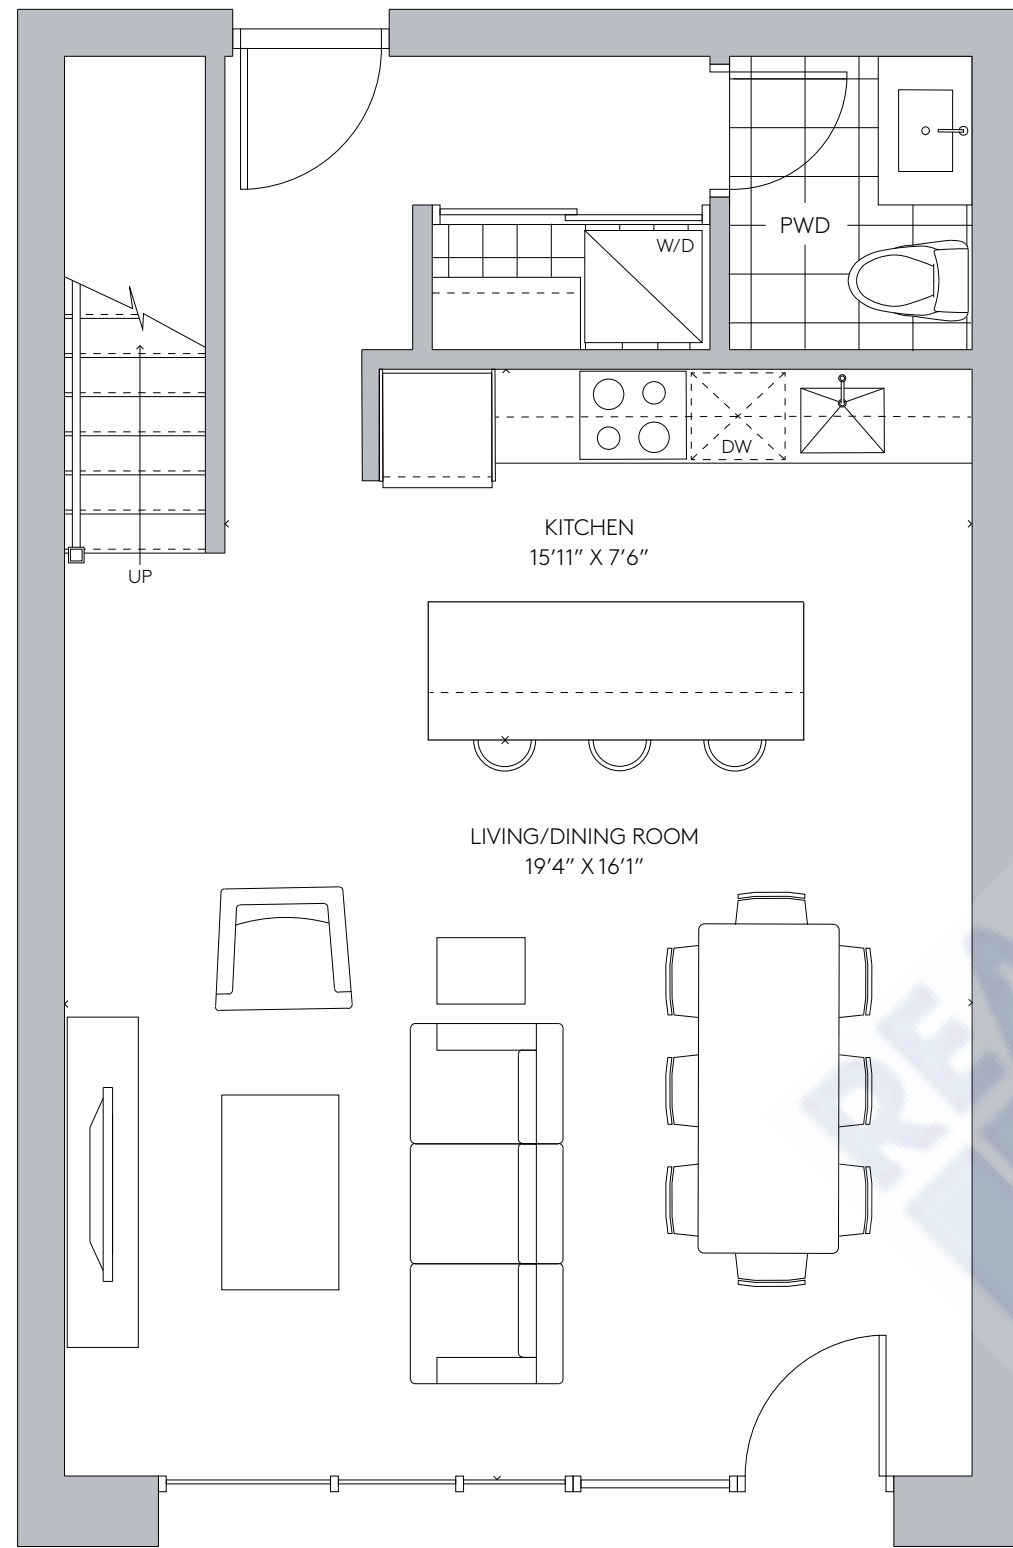 W/D
PWD
DW
KITCHEN
15'11" X 7'6"
UP
LIVING/DINING ROOM
19'4" X 16'1"